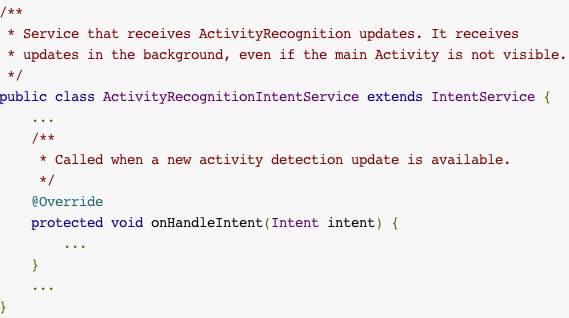 /**
 * Service that receives ActivityRecognition updates. It receives
 * updates in the background, even if the main Activity is not visible.
 */
public class ActivityRecognitionIntentService extends IntentService {
    ...
    /**
     * Called when a new activity detection update is available.
     */
    @Override
    protected void onHandleIntent(Intent intent) {
        ...
    }
    ...
}